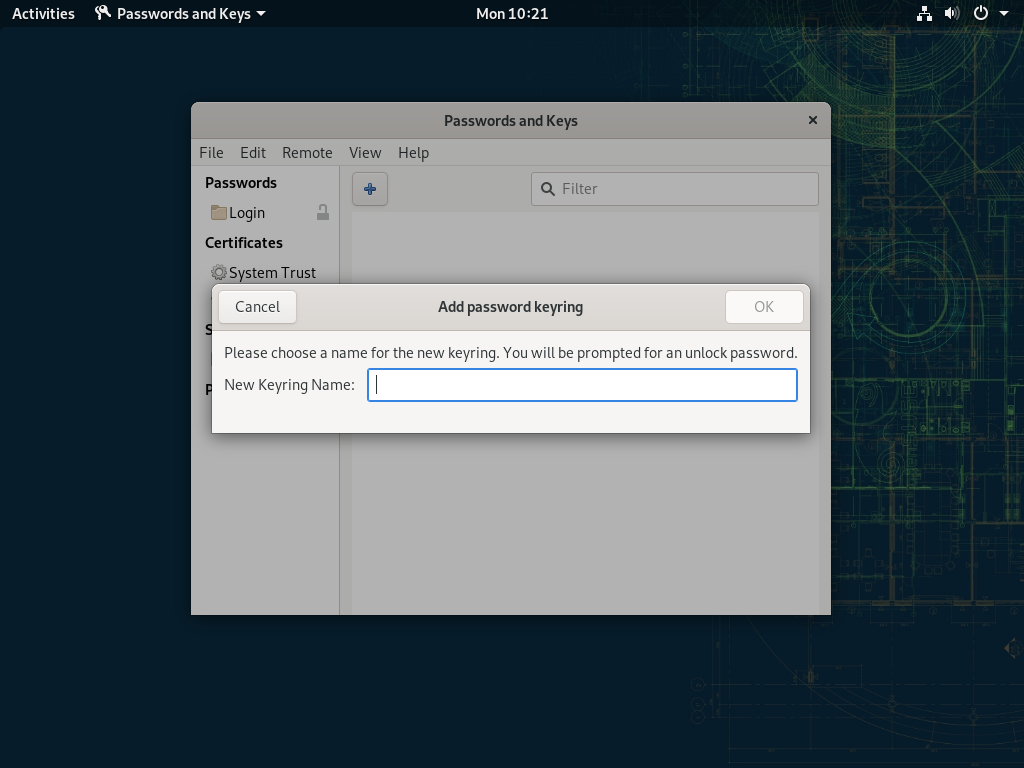 Activities Passwords and Keys Mon 10:21
Passwords and Keys
File Edit Remote View Help
Passwords
Filter
Login
Certificates
System Trust
Cancel Add password keyring OK
S
Please choose a name for the new keyring. You will be prompted for an unlock password.
New Keyring Name:
P